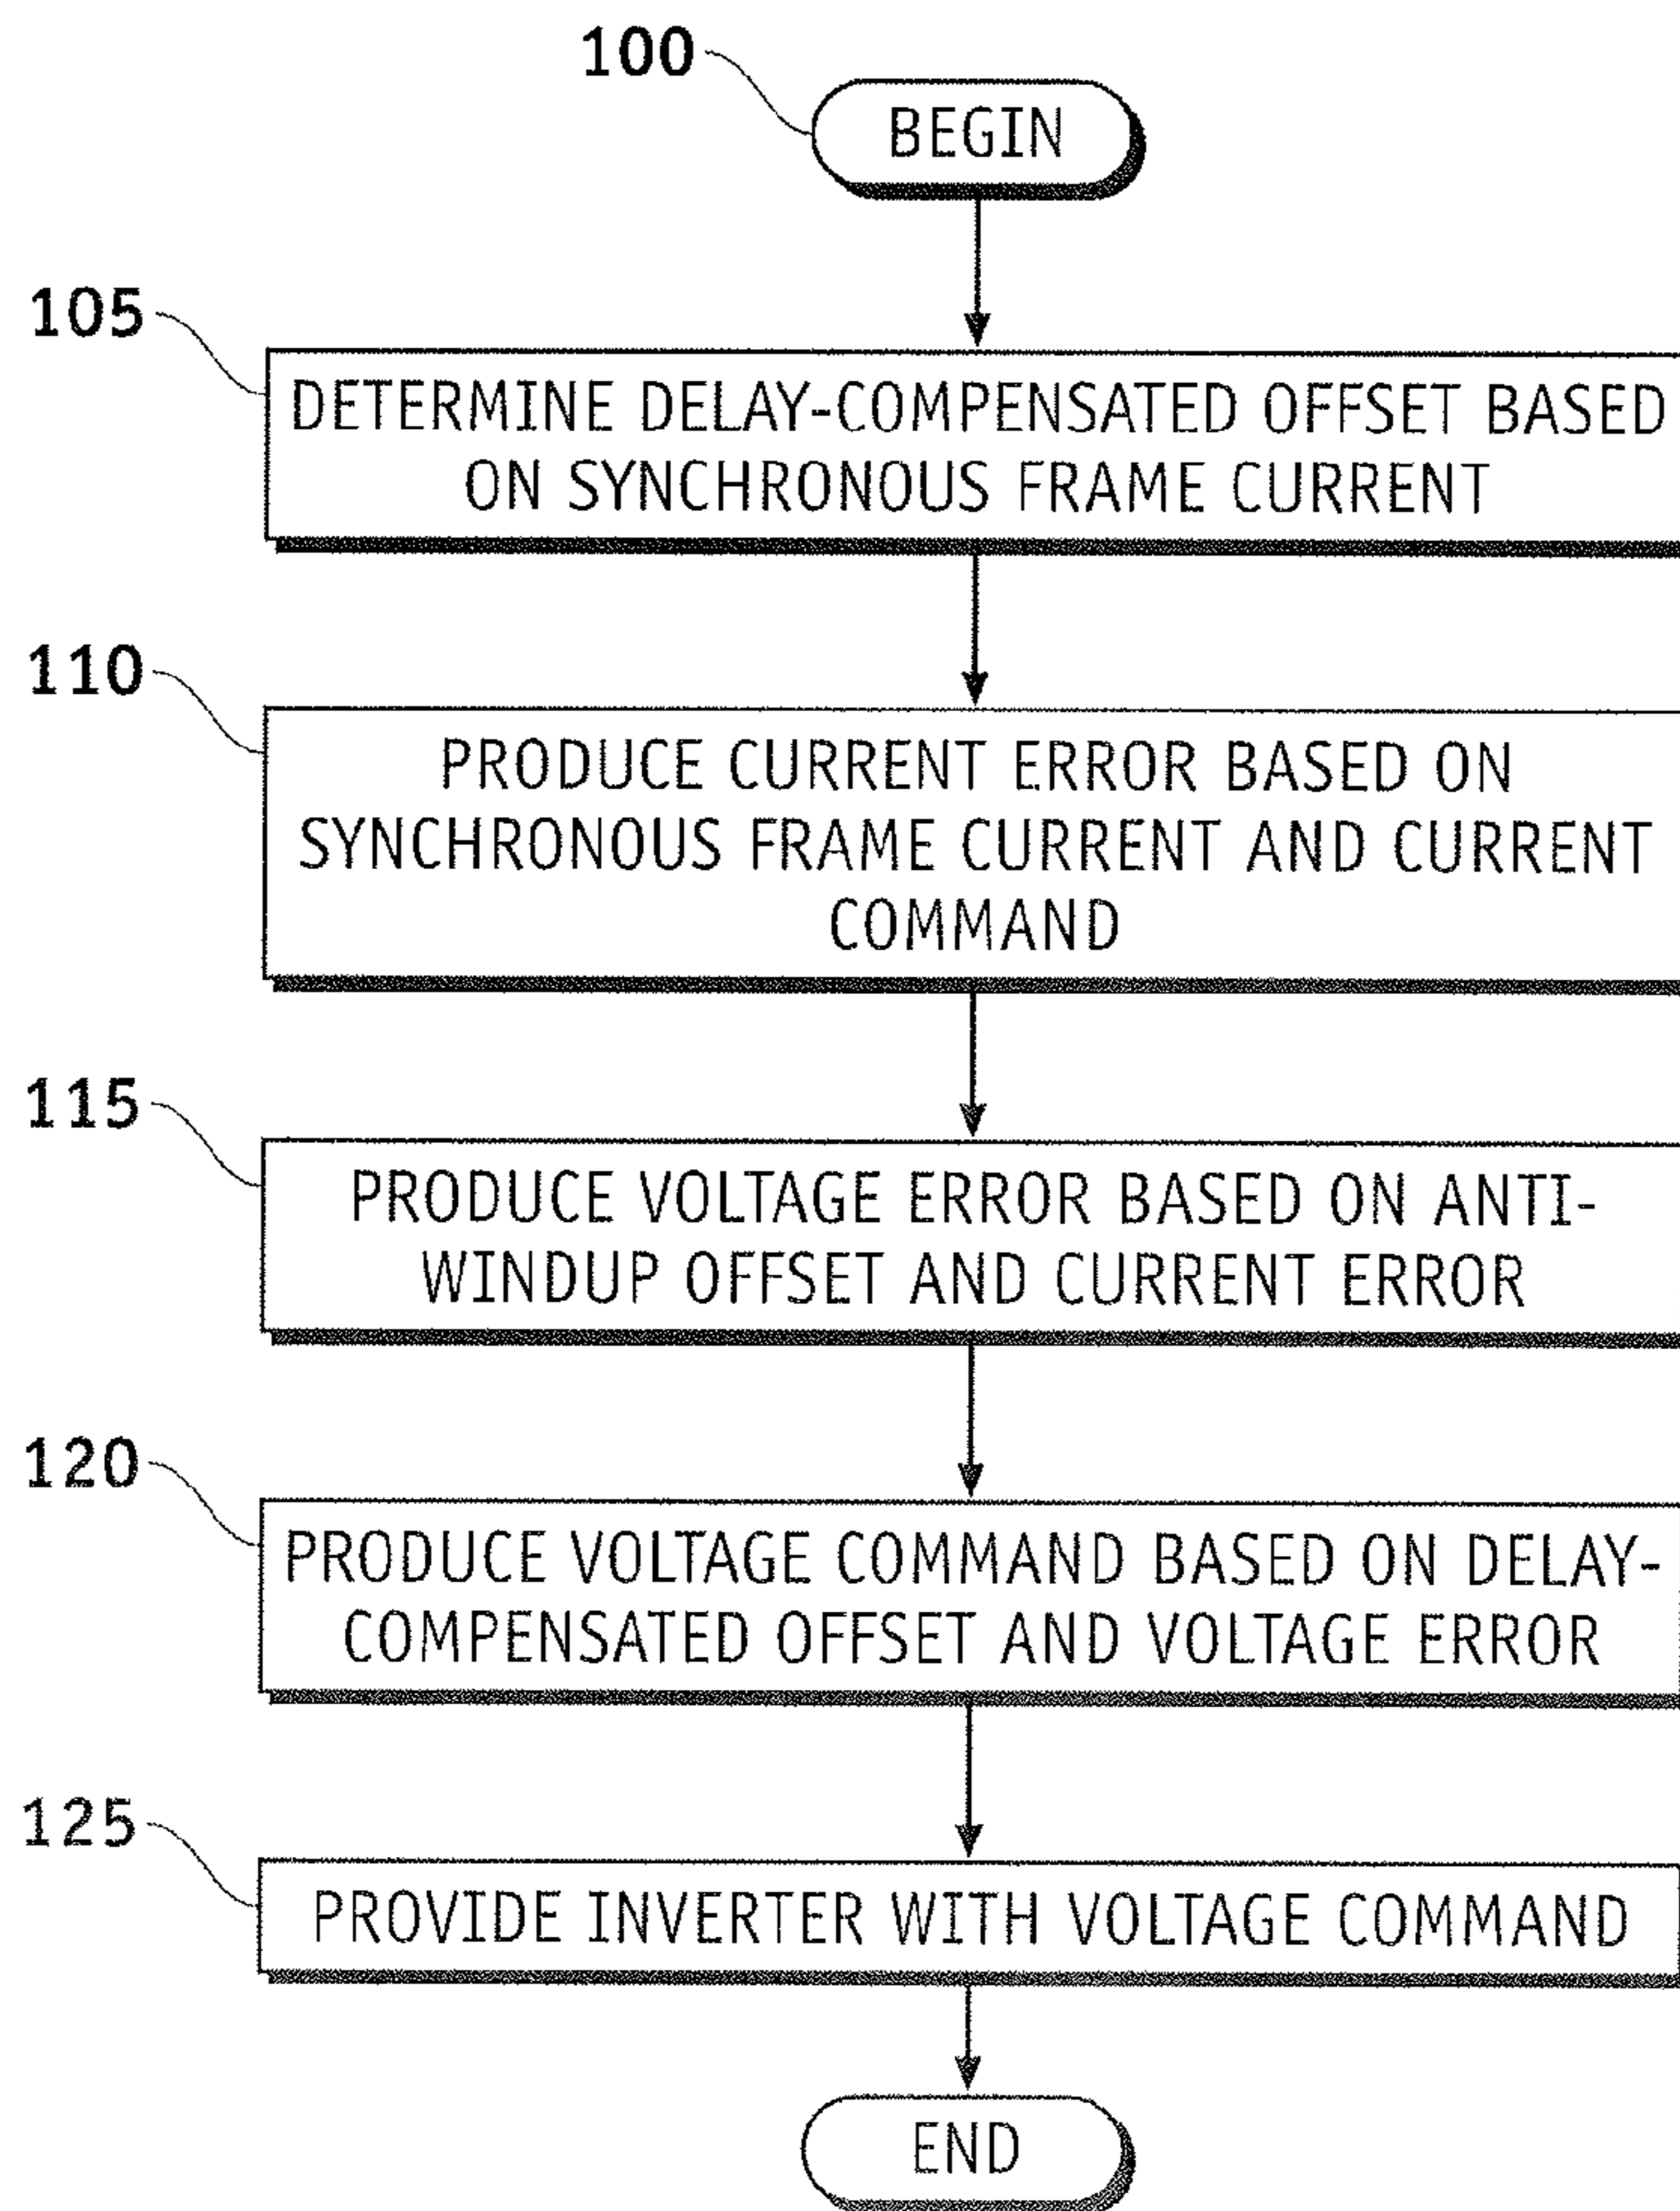 100
BEGIN
105
DETERMINE DELAY-COMPENSATED OFFSET BASED
ON SYNCHRONOUS FRAME CURRENT
110
PRODUCE CURRENT ERROR BASED ON
SYNCHRONOUS FRAME CURRENT AND CURRENT
COMMAND
115
PRODUCE VOLTAGE ERROR BASED ON ANTI-
WINDUP OFFSET AND CURRENT ERROR
120
PRODUCE VOLTAGE COMMAND BASED ON DELAY-
COMPENSATED OFFSET AND VOLTAGE ERROR
125
PROVIDE INVERTER WITH VOLTAGE COMMAND
END